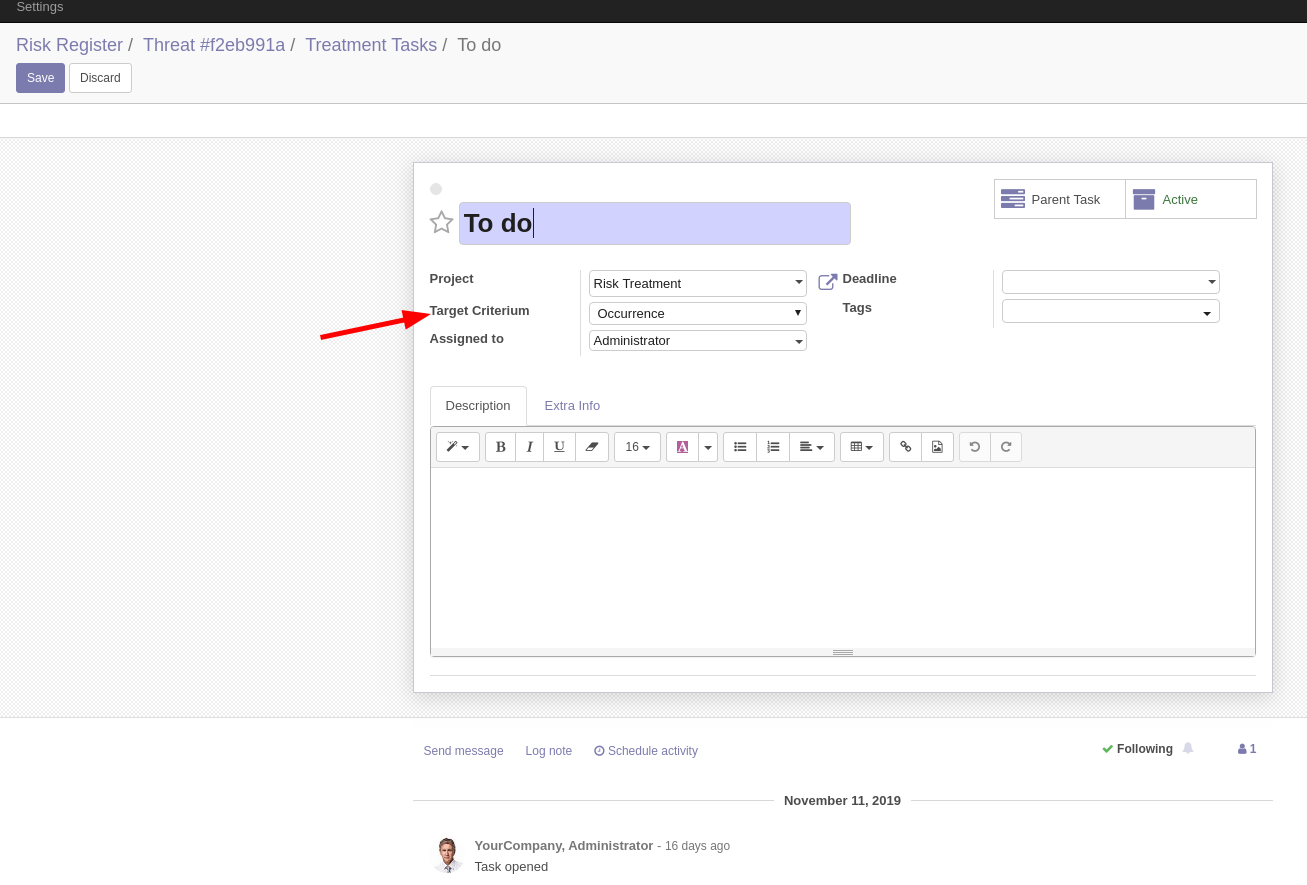 Settings
Risk Register / Threat #f2eb991a / Treatment Tasks / To do
Save Discard
Parent Task Active
To do
Project Risk Treatment Deadline
Target Criterium Occurrence Tags
Assigned to Administrator
Description Extra Info
B I U 16 A
Send message Log note Schedule activity Following 1
November 11, 2019
YourCompany, Administrator - 16 days ago
Task opened